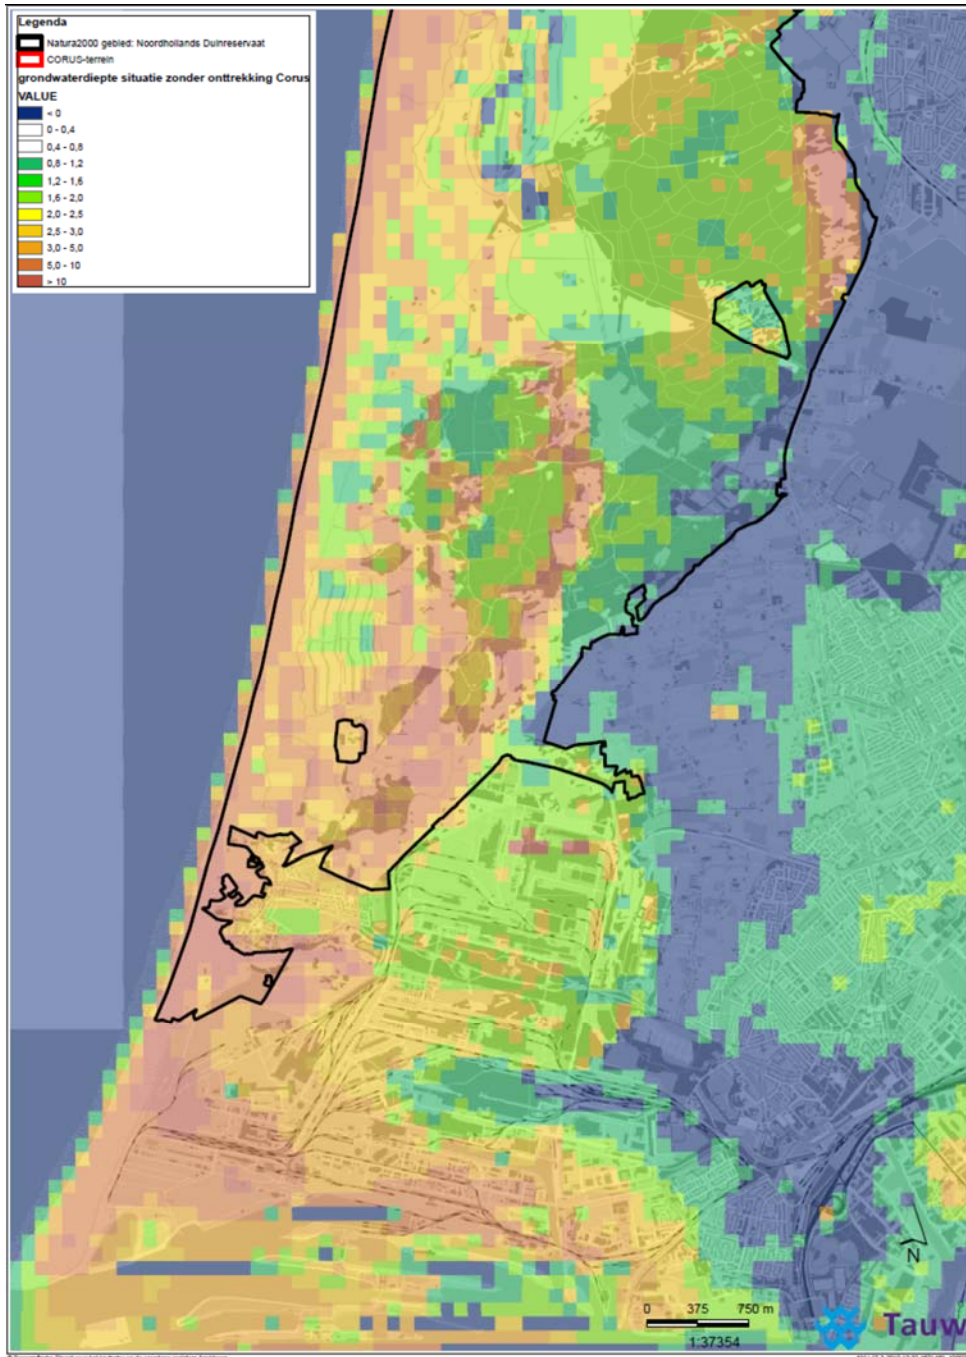 Legenda
Natura2000 gebied: Noordhollands Duinreservaat
CORUS-terrein
grondwaterdiepte situatie zonder onttrekking Corus
VALUE
< 0
0 - 0,4
0,4 - 0,8
0,8 - 1,2
1,2 - 1,6
1,6 - 2,0
2,0 - 2,5
2,5 - 3,0
3,0 - 5,0
5,0 - 10
> 10
N
0 375 750 m
1:37354
Tauw